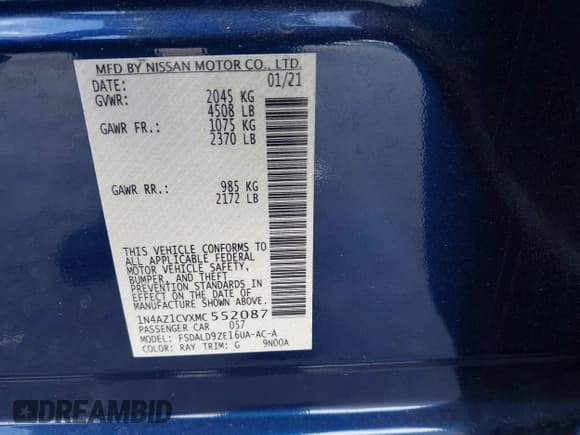 MFD BY NISSAN MOTOR CO., LTD.
DATE: 01/21
GVWR: 2045 KG
4508 LB
GAWR FR.: 1075 KG
2370 LB
GAWR RR.: 985 KG
2172 LB
THIS VEHICLE CONFORMS TO
ALL APPLICABLE FEDERAL
MOTOR VEHICLE SAFETY,
BUMPER, AND THEFT
PREVENTION STANDARDS IN
EFFECT ON THE DATE OF
MANUFACTURE SHOWN ABOVE.
1N4AZ1CVXMC552087
PASSENGER CAR 057
MODEL: FSDALD9ZE16UA-AC-A
COLOR: RAY TRIM: G 9N00A
DREAMBID